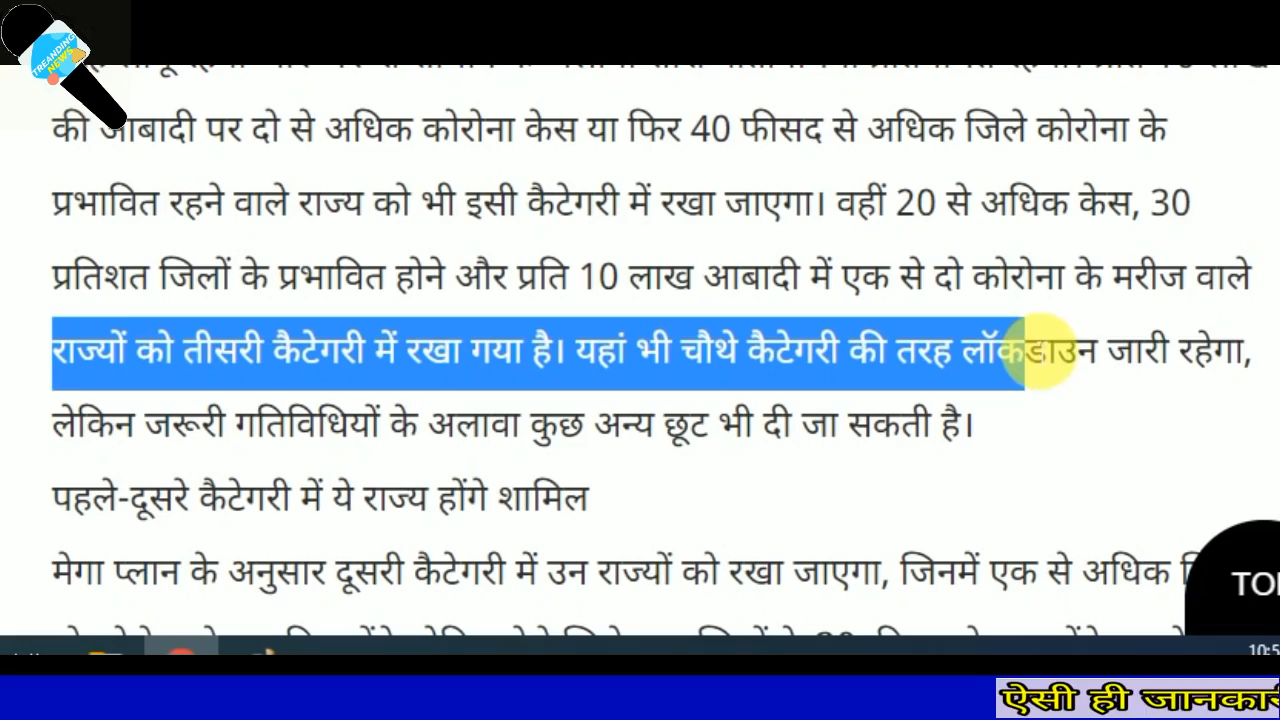 TREANDING
NEWS
की आबादी पर दो से अधिक कोरोना केस या फिर 40 फीसद से अधिक जिले कोरोना के
प्रभावित रहने वाले राज्य को भी इसी कैटेगरी में रखा जाएगा। वहीं 20 से अधिक केस, 30
प्रतिशत जिलों के प्रभावित होने और प्रति 10 लाख आबादी में एक से दो कोरोना के मरीज वाले
राज्यों को तीसरी कैटेगरी में रखा गया है। यहां भी चौथे कैटेगरी की तरह लॉकडाउन जारी रहेगा,
लेकिन जरूरी गतिविधियों के अलावा कुछ अन्य छूट भी दी जा सकती है।
पहले-दूसरे कैटेगरी में ये राज्य होंगे शामिल
मेगा प्लान के अनुसार दूसरी कैटेगरी में उन राज्यों को रखा जाएगा, जिनमें एक से अधिक
ऐसी ही